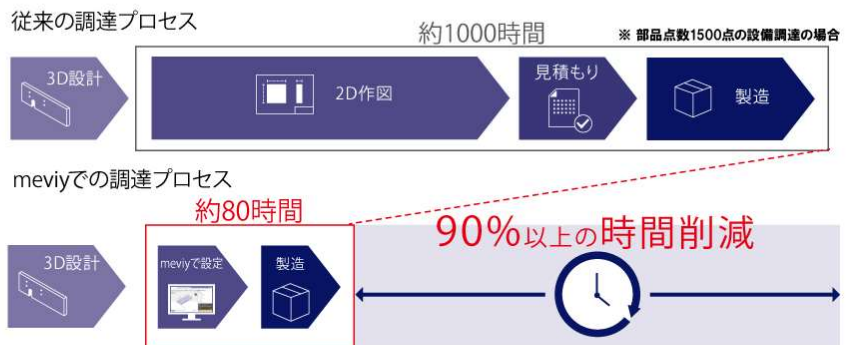 従来の調達プロセス
約1000時間
※ 部品点数1500点の設備調達の場合
3D設計
2D作図
見積もり
製造
meviyでの調達プロセス
約80時間
90%以上の時間削減
3D設計
meviyで設定
製造